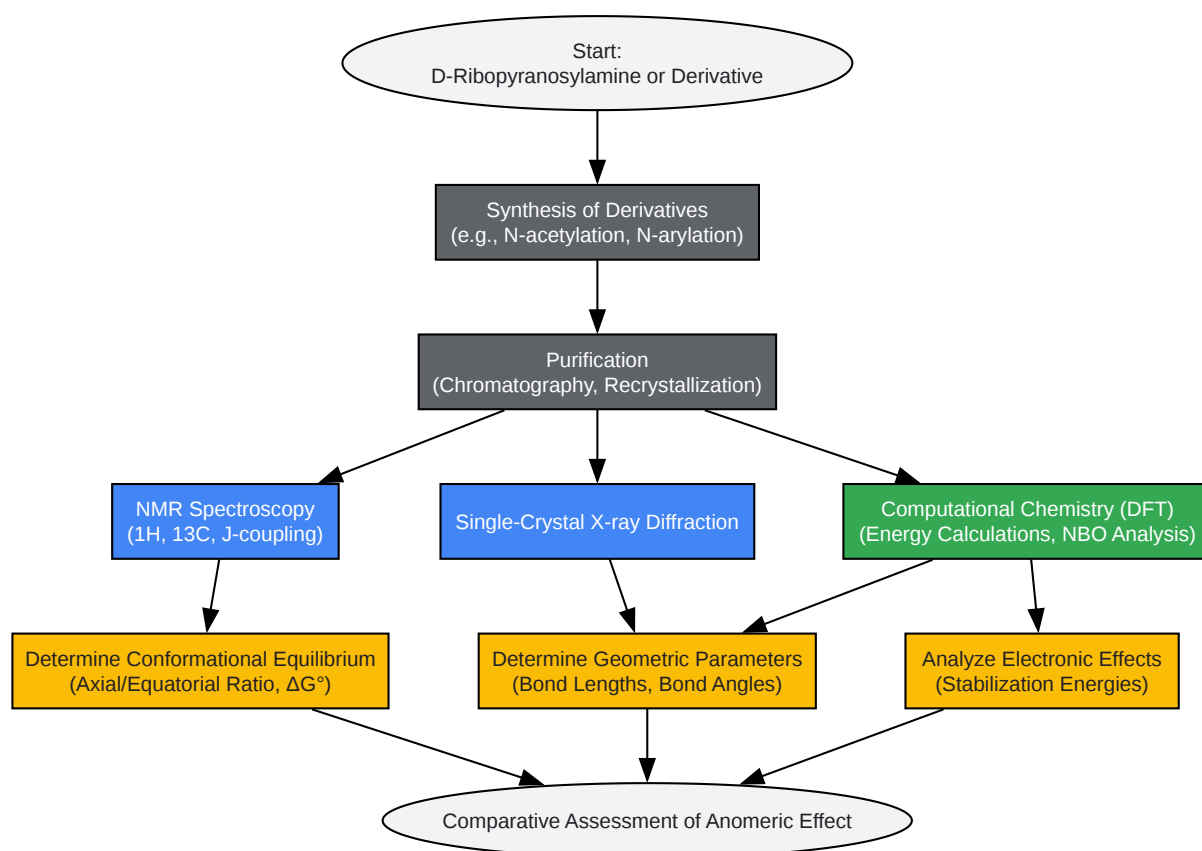 Start:
D-Ribopyranosylamine or Derivative
Synthesis of Derivatives
(e.g., N-acetylation, N-arylation)
Purification
(Chromatography, Recrystallization)
NMR Spectroscopy
(1H, 13C, J-coupling)
Single-Crystal X-ray Diffraction
Computational Chemistry (DFT)
(Energy Calculations, NBO Analysis)
Determine Conformational Equilibrium
(Axial/Equatorial Ratio, ΔG°)
Determine Geometric Parameters
(Bond Lengths, Bond Angles)
Analyze Electronic Effects
(Stabilization Energies)
Comparative Assessment of Anomeric Effect